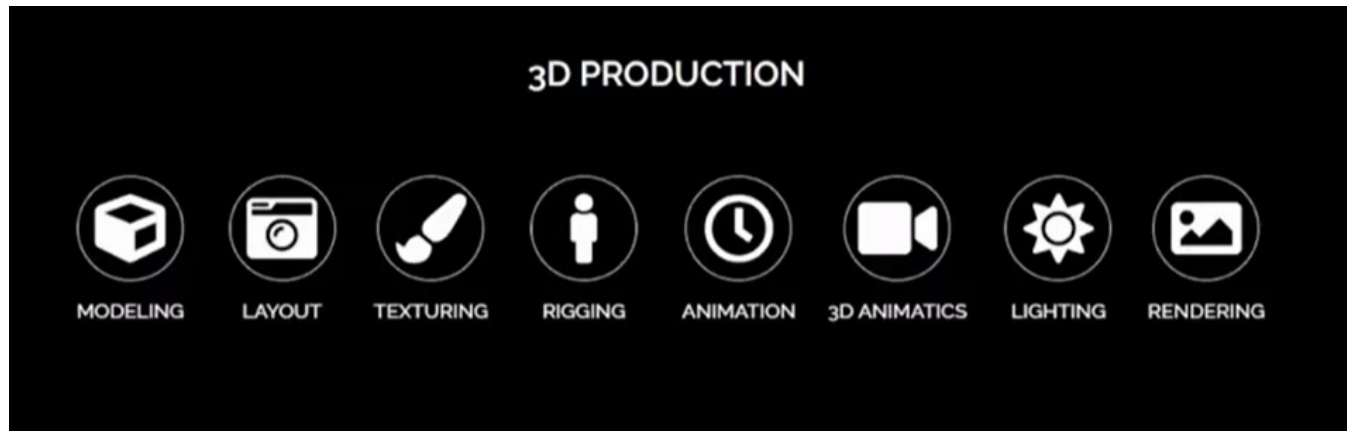 3D PRODUCTION
MODELING LAYOUT TEXTURING RIGGING ANIMATION 3D ANIMATICS LIGHTING RENDERING